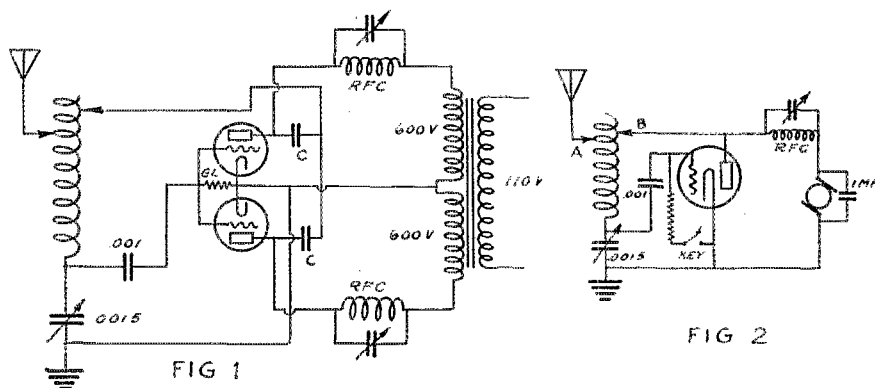 RFC
600V
110V
GL
C
.001
C
600V
.0015
RFC
FIG 1
A
B
RFC
.001
1MF
.0015
KEY
FIG 2